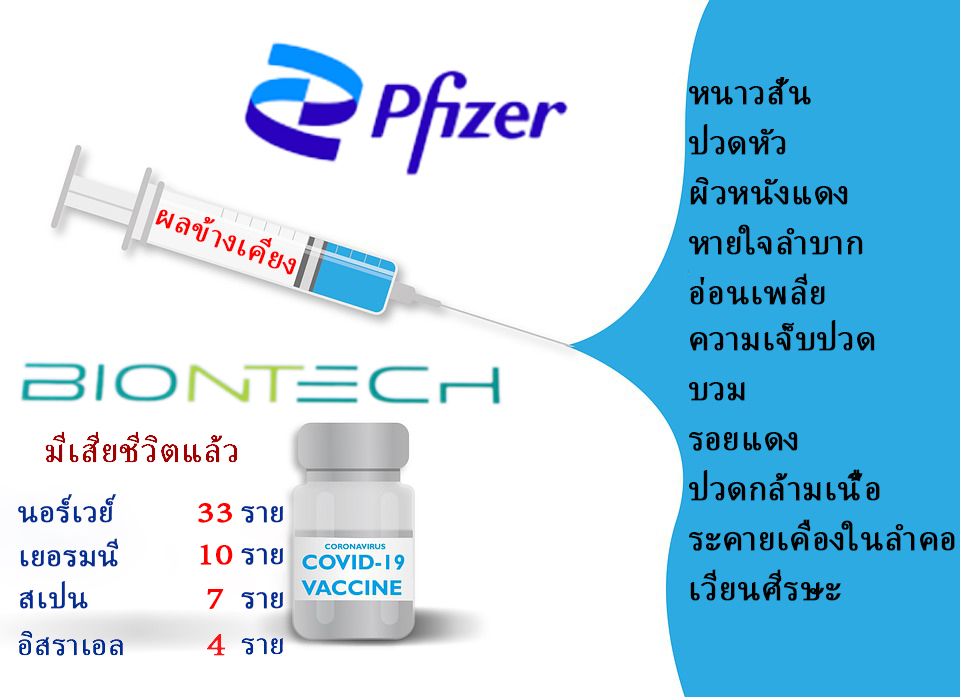 Pfizer
ผลข้างเคียง
BIONTECH
มีเสียชีวิตแล้ว
นอร์เวย์ 33 ราย
เยอรมนี 10 ราย
สเปน 7 ราย
อิสราเอล 4 ราย
CORONAVIRUS
COVID-19
VACCINE
หนาวสั่น
ปวดหัว
ผิวหนังแดง
หายใจลำบาก
อ่อนเพลีย
ความเจ็บปวด
บวม
รอยแดง
ปวดกล้ามเนื้อ
ระคายเคืองในลำคอ
เวียนศีรษะ